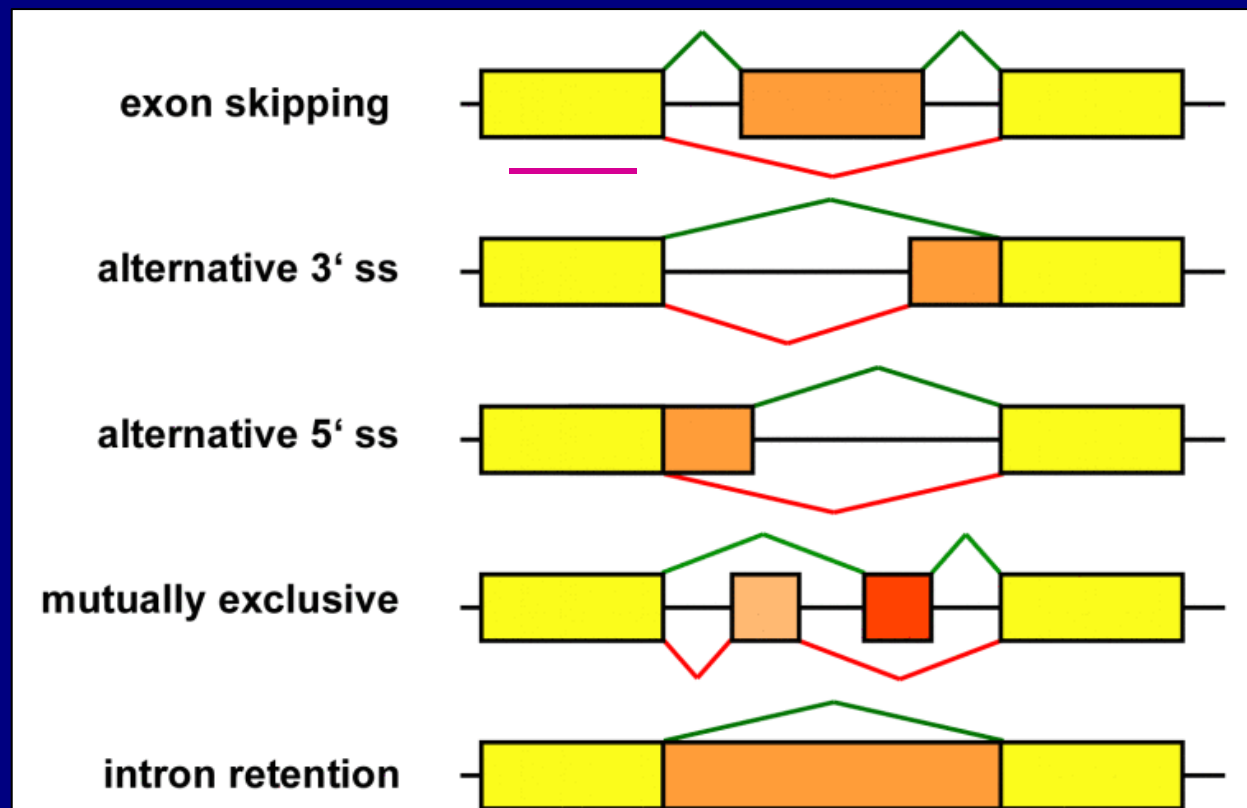 exon skipping
alternative 3‘ ss
alternative 5‘ ss
mutually exclusive
intron retention